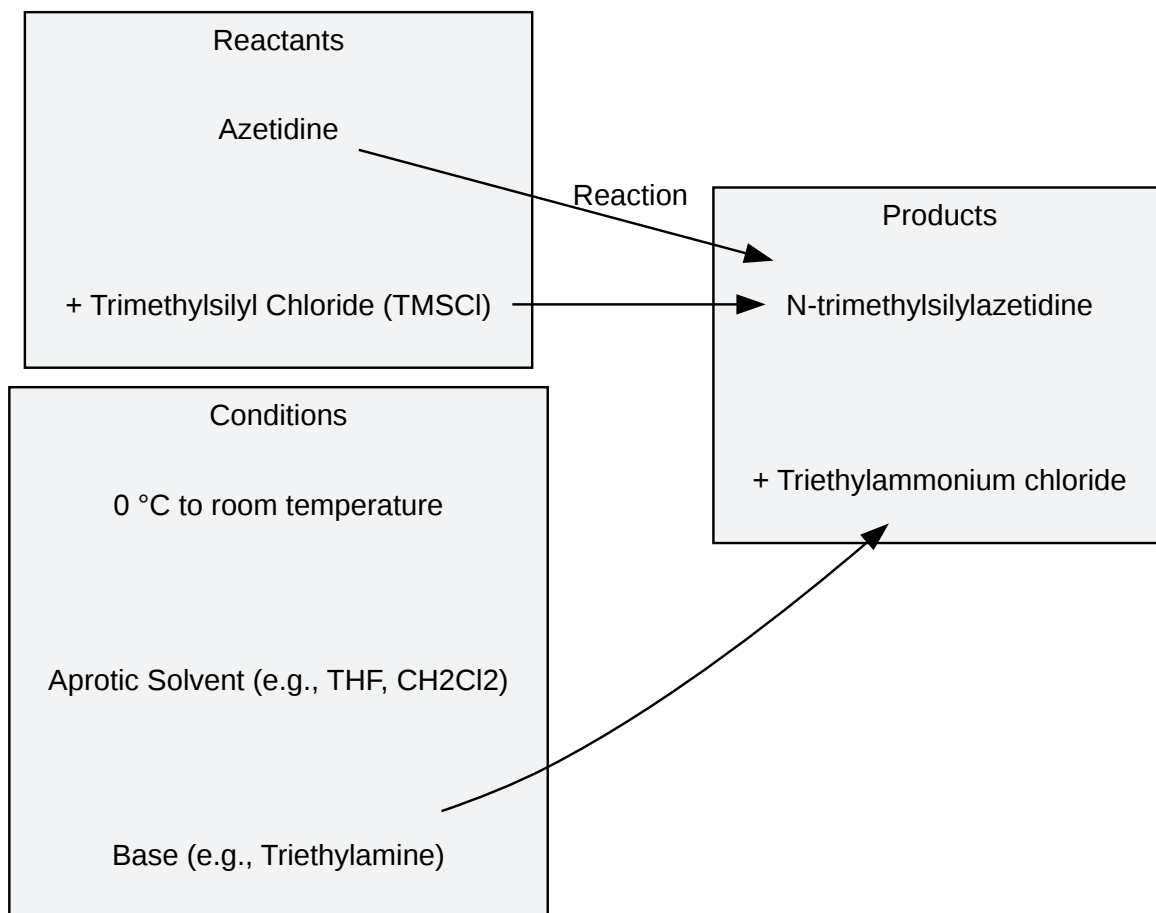 Reactants
Azetidine
+ Trimethylsilyl Chloride (TMSCl)
Reaction
Products
N-trimethylsilylazetidine
+ Triethylammonium chloride
Conditions
0 °C to room temperature
Aprotic Solvent (e.g., THF, CH2Cl2)
Base (e.g., Triethylamine)